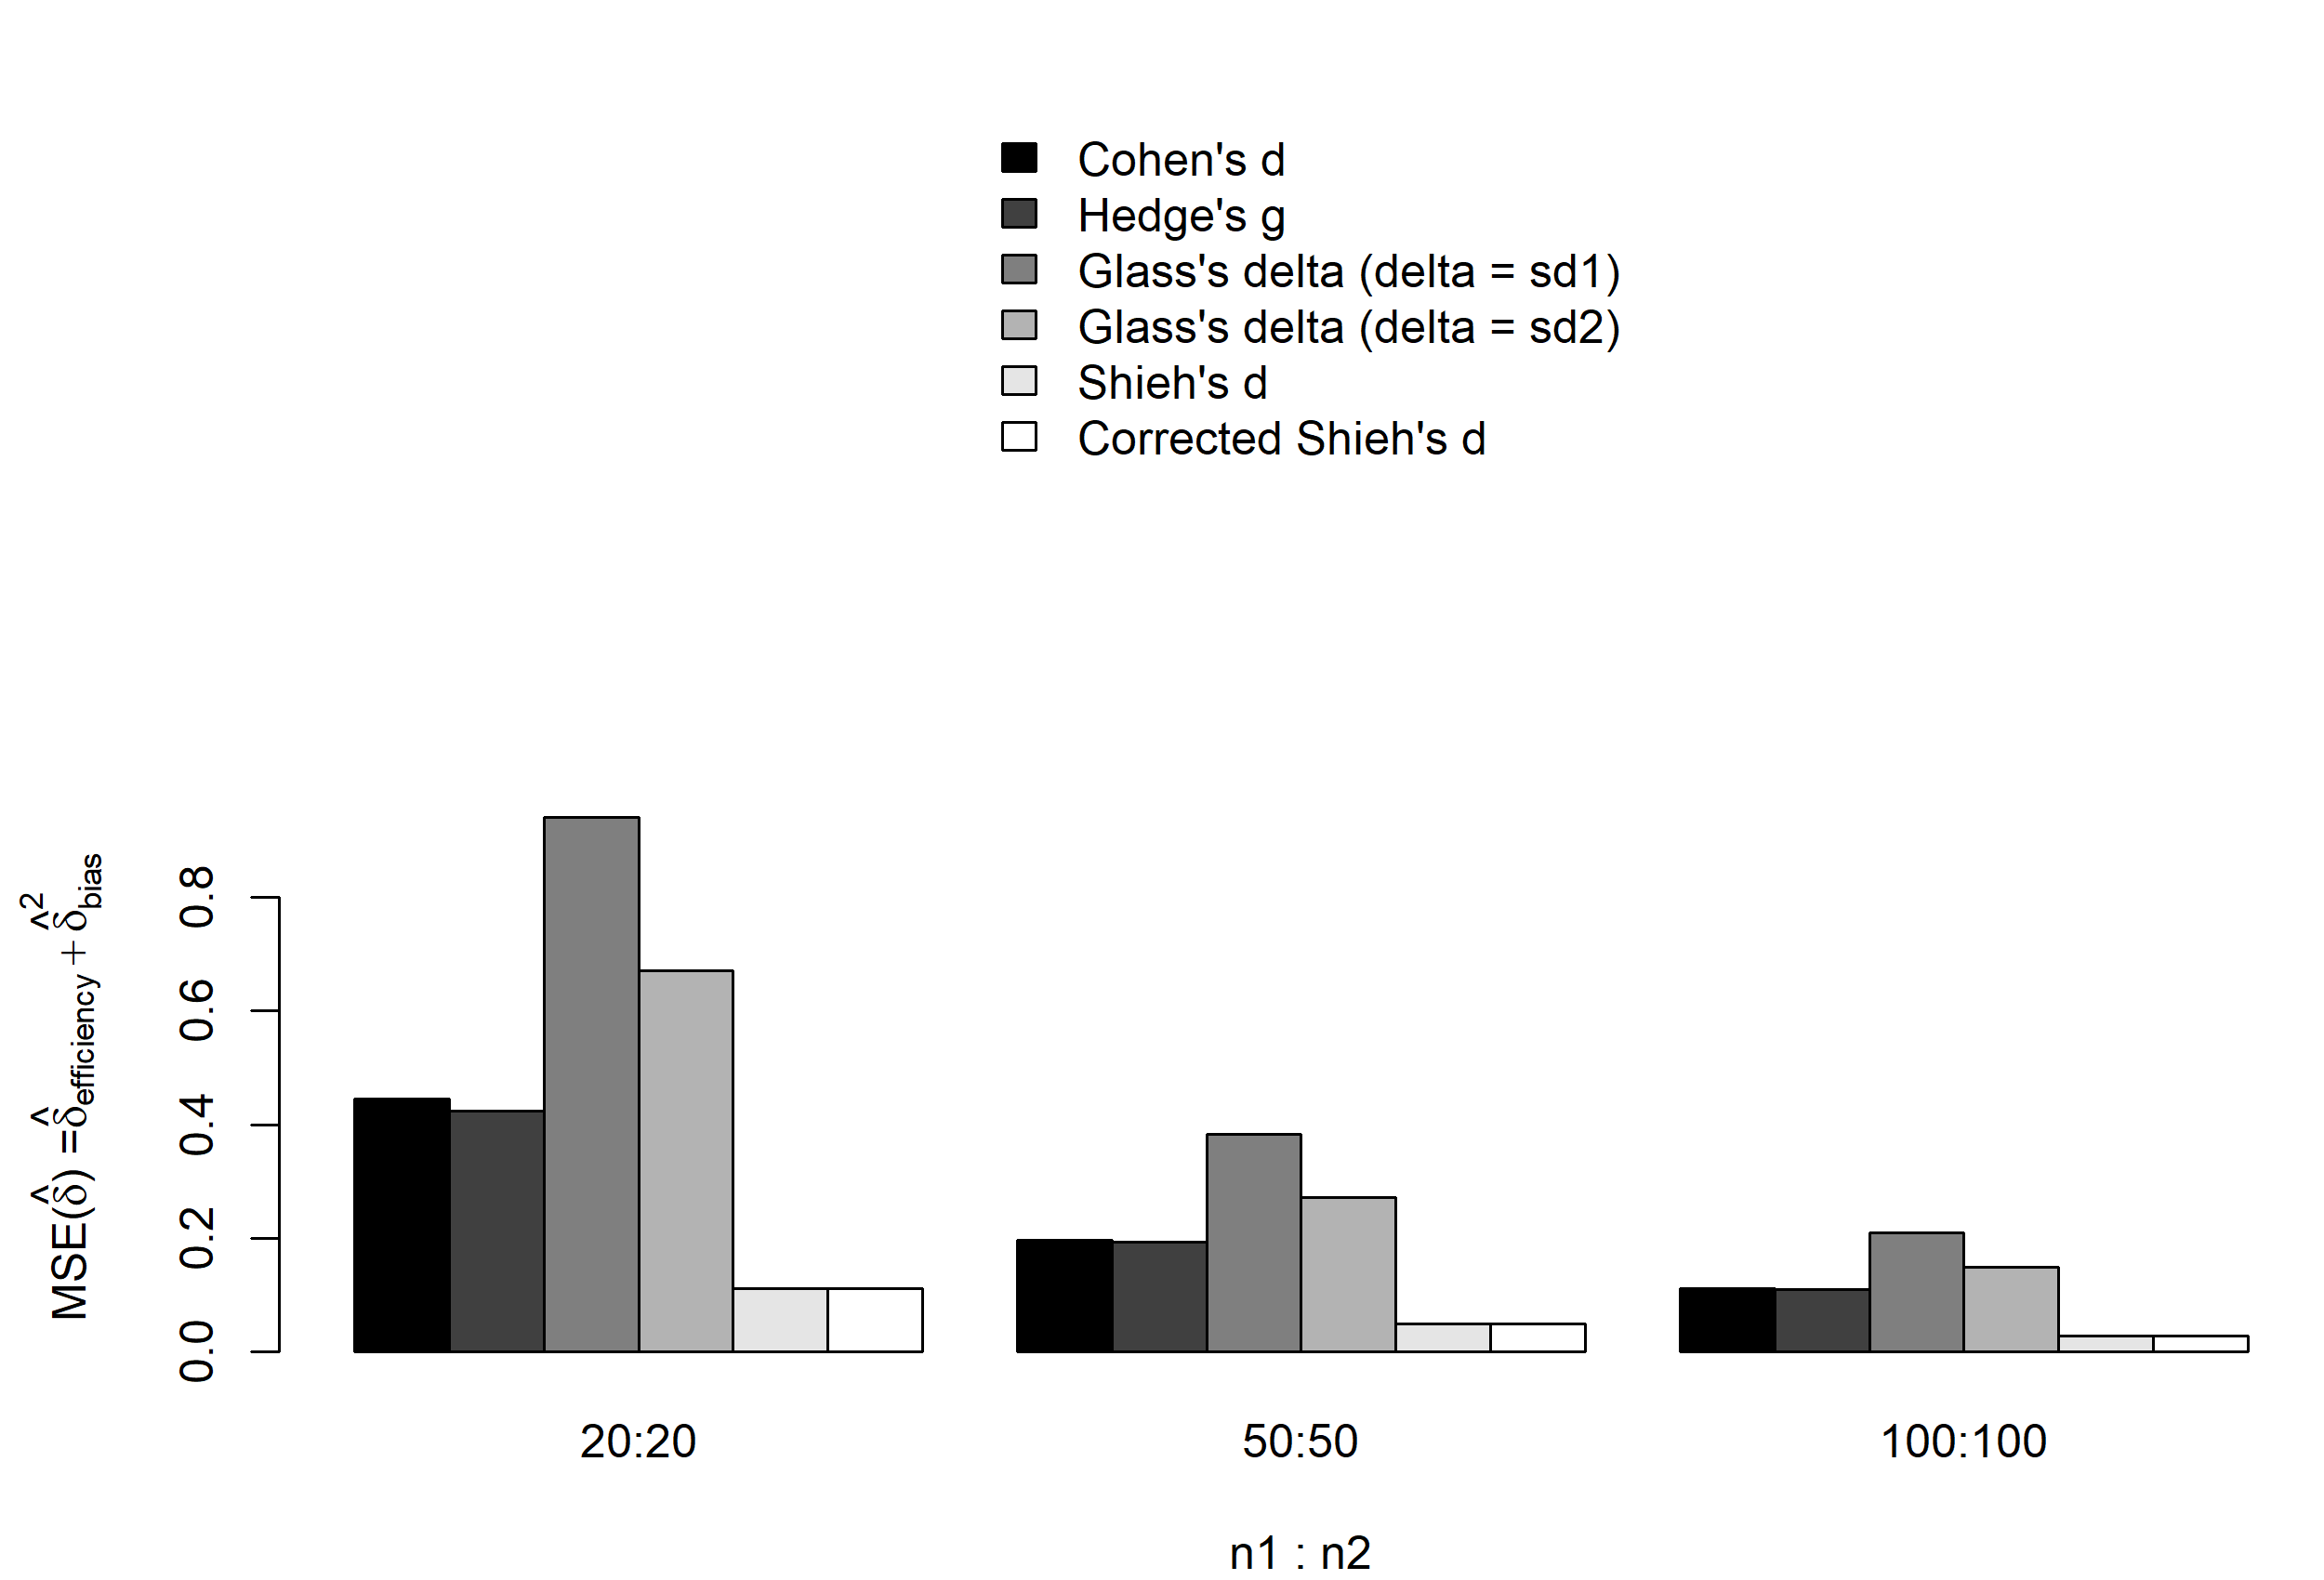 Cohen's d
Hedge's g
Glass's delta (delta = sd1)
Glass's delta (delta = sd2)
Shieh's d
Corrected Shieh's d
MSE(δ̂) = δ̂efficiency + δ̂²bias
0.8
0.6
0.4
0.2
0.0
20:20
50:50
100:100
n1 : n2